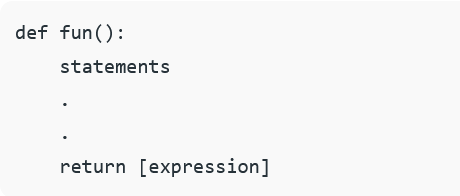 def fun():
    statements
    .
    .
    return [expression]